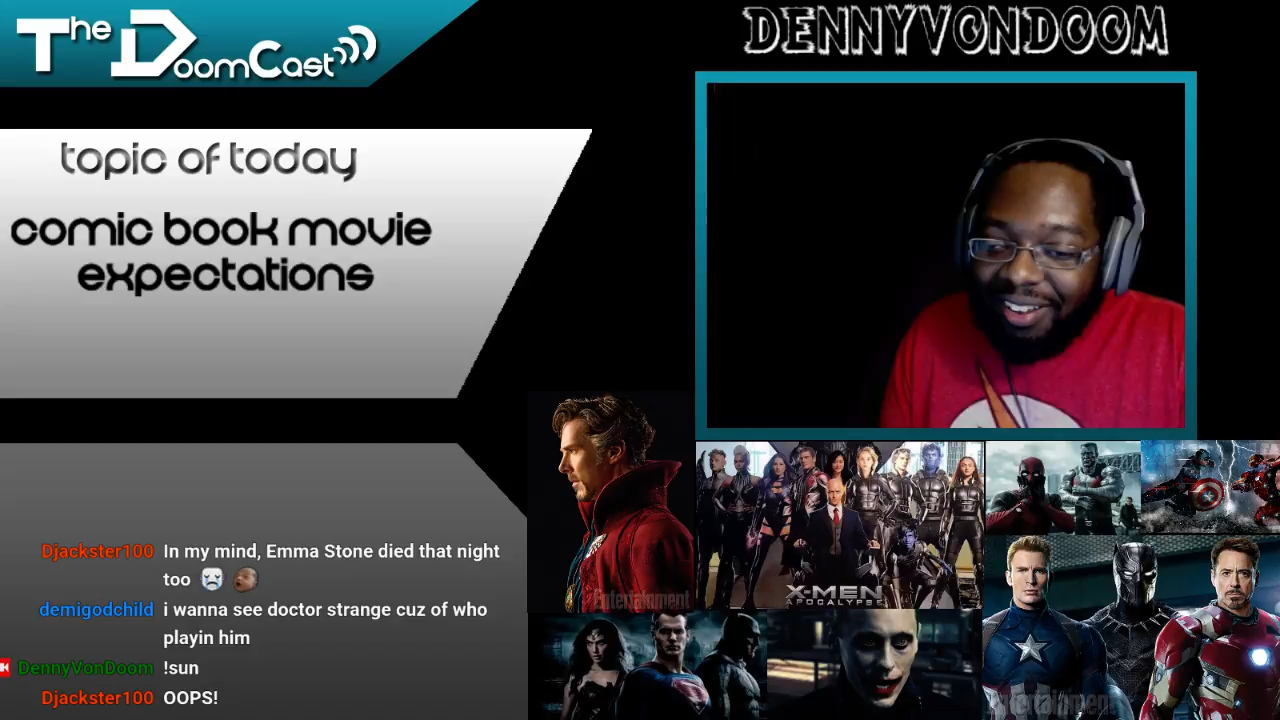 The DoomCast
DENNYVONDOOM
topic of today
comic book movie
expectations
Djackster100 In my mind, Emma Stone died that night
too
demigodchild i wanna see doctor strange cuz of who
playin him
DennyVonDoom !sun
Djackster100 OOPS!
Entertainment
X-MEN
APOCALYPSE
Entertainment